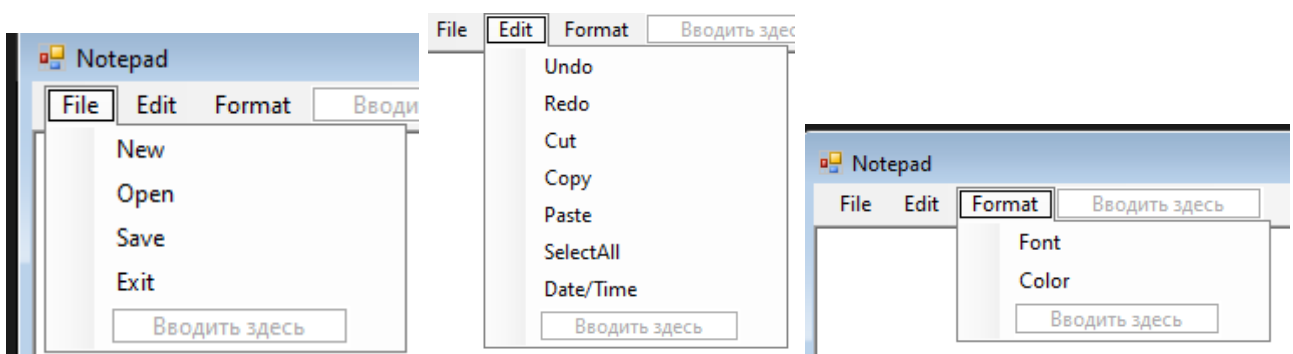 Notepad
File Edit Format Вводи
New
Open
Save
Exit
Вводить здесь
File Edit Format Вводить здес
Undo
Redo
Cut
Copy
Paste
SelectAll
Date/Time
Вводить здесь
Notepad
File Edit Format Вводить здесь
Font
Color
Вводить здесь